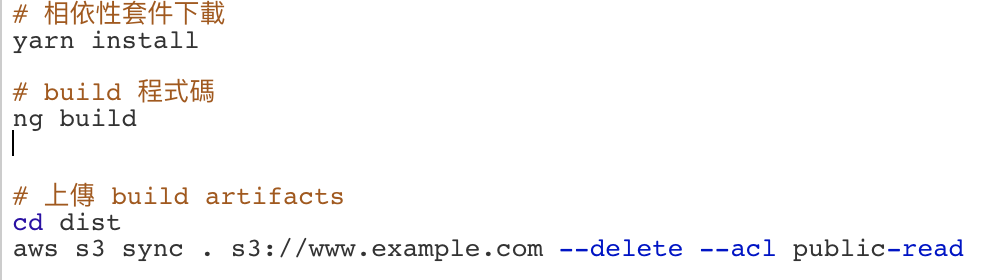 # 相依性套件下載
yarn install
# build 程式碼
ng build
# 上傳 build artifacts
cd dist
aws s3 sync . s3://www.example.com --delete --acl public-read